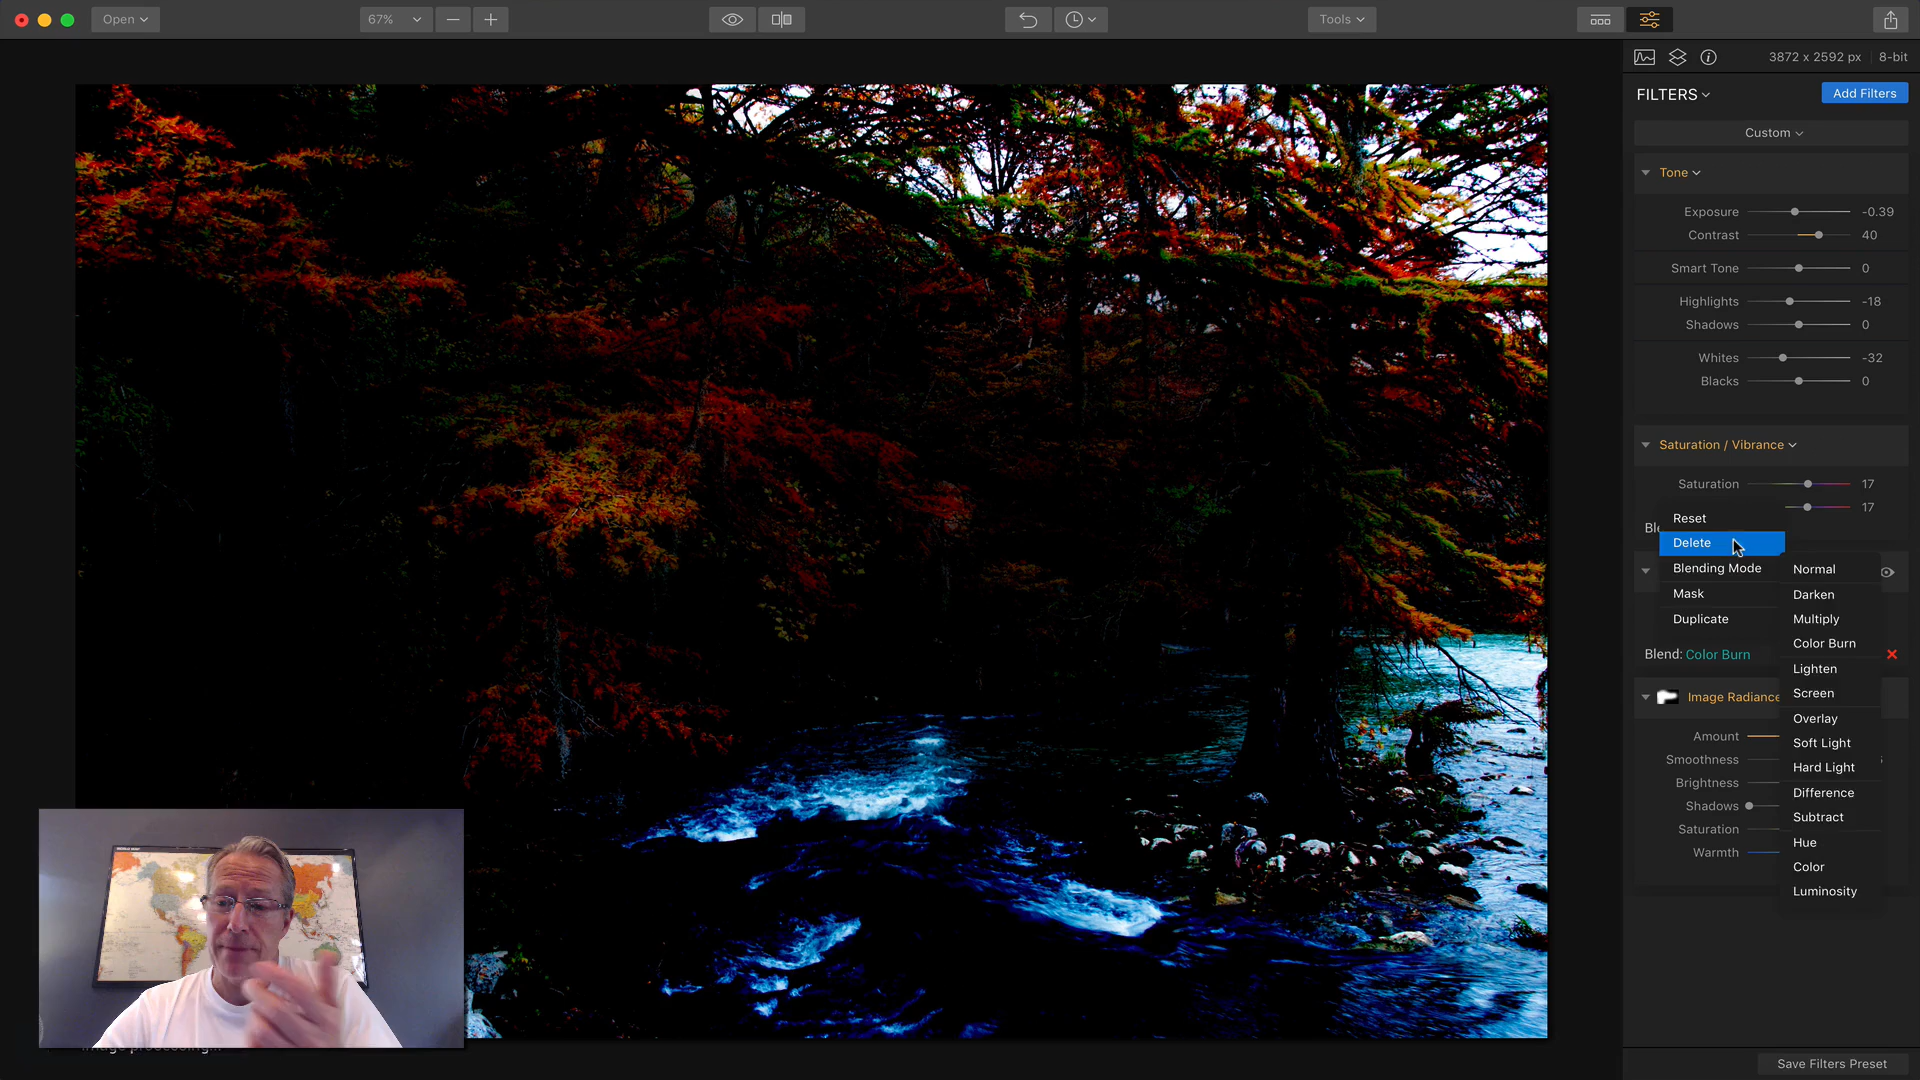 Open
67%
Tools
3872 x 2592 px
8-bit
FILTERS
Add Filters
Custom
Tone
Exposure -0.39
Contrast 40
Smart Tone 0
Highlights -18
Shadows 0
Whites -32
Blacks 0
Saturation / Vibrance
Saturation 17
17
Reset
Delete
Blending Mode
Mask
Duplicate
Normal
Darken
Multiply
Color Burn
Lighten
Screen
Overlay
Soft Light
Hard Light
Difference
Subtract
Hue
Color
Luminosity
Blend: Color Burn
Image Radiance
Amount
Smoothness
Brightness
Shadows
Saturation
Warmth
Save Filters Preset